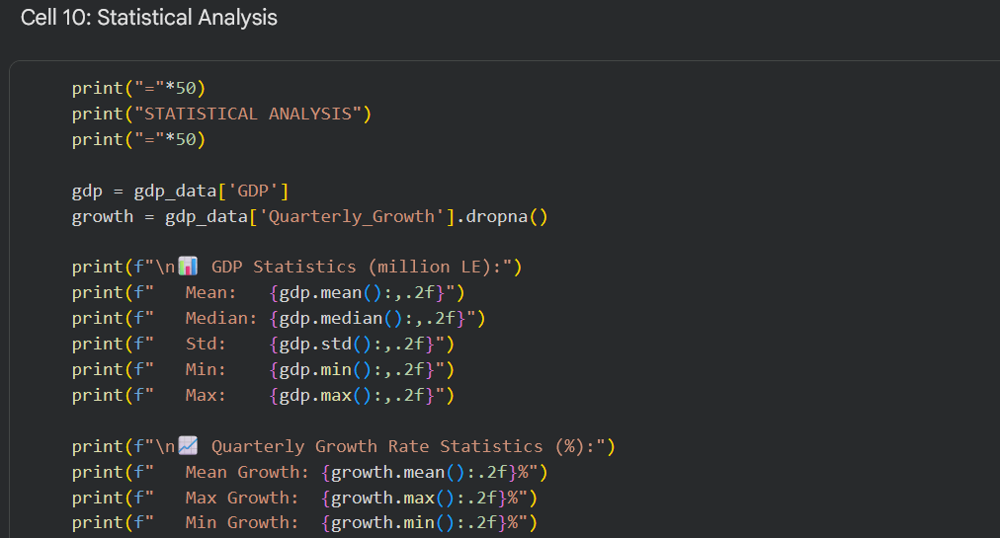 Cell 10: Statistical Analysis
print("="*50)
print("STATISTICAL ANALYSIS")
print("="*50)
gdp = gdp_data['GDP']
growth = gdp_data['Quarterly_Growth'].dropna()
print(f"\n📊 GDP Statistics (million LE):")
print(f"   Mean:   {gdp.mean():,.2f}")
print(f"   Median: {gdp.median():,.2f}")
print(f"   Std:    {gdp.std():,.2f}")
print(f"   Min:    {gdp.min():,.2f}")
print(f"   Max:    {gdp.max():,.2f}")
print(f"\n📈 Quarterly Growth Rate Statistics (%):")
print(f"   Mean Growth: {growth.mean():.2f}%")
print(f"   Max Growth:  {growth.max():.2f}%")
print(f"   Min Growth:  {growth.min():.2f}%")